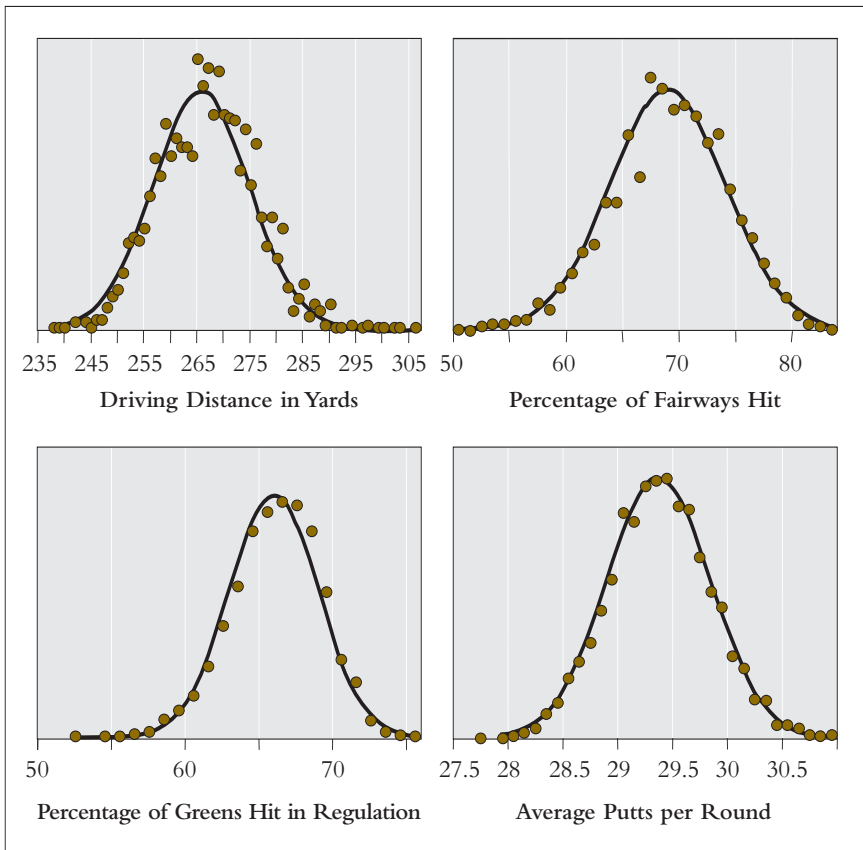 235 245 255 265 275 285 295 305
Driving Distance in Yards
50 60 70 80
Percentage of Fairways Hit
50 60 70
Percentage of Greens Hit in Regulation
27.5 28 28.5 29 29.5 30 30.5
Average Putts per Round